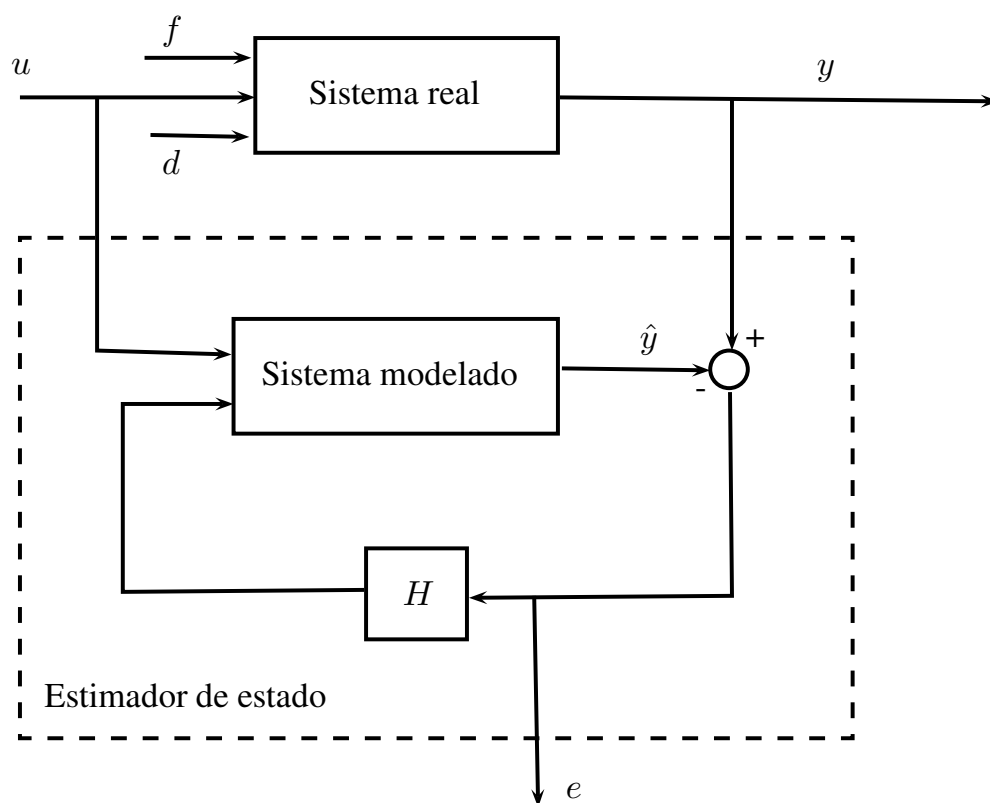 f
u
Sistema real
y
d
ŷ
+
Sistema modelado
-
H
Estimador de estado
e